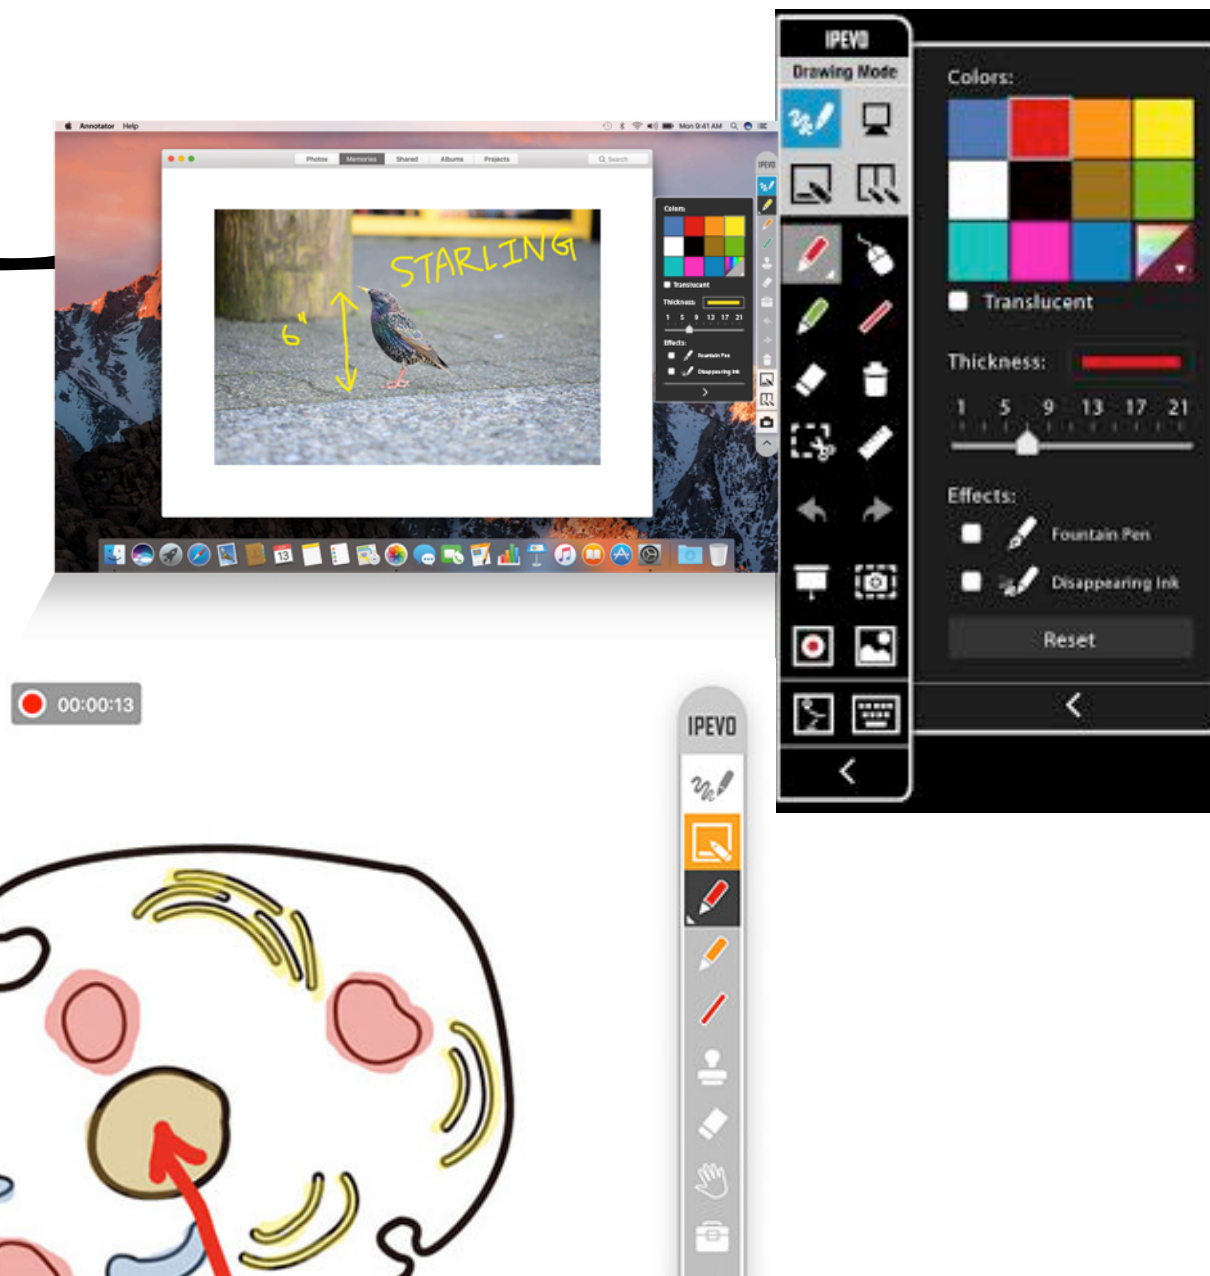 Annotator Help
Mon 9:41 AM
Photos Memories Shared Albums Projects
Search
STARLING
6"
IPEVO
Colors:
Translucent
Thickness:
1 5 9 13 17 21
Effects:
Fountain Pen
Disappearing Ink
13
IPEVO
Drawing Mode
Colors:
Translucent
Thickness:
1 5 9 13 17 21
Effects:
Fountain Pen
Disappearing Ink
Reset
00:00:13
IPEVO